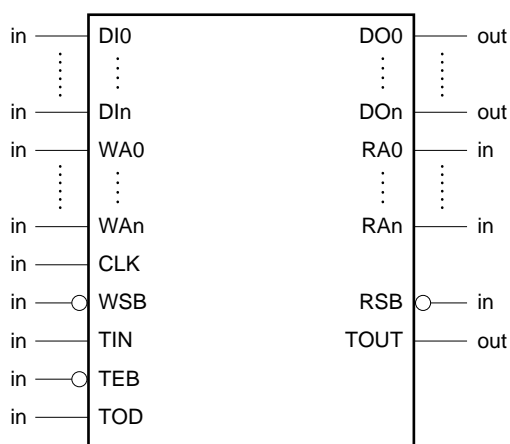 in DI0 DO0 out
in DIn DOn out
in WA0 RA0 in
in WAn RAn in
in CLK
in WSB RSB in
in TIN TOUT out
in TEB
in TOD